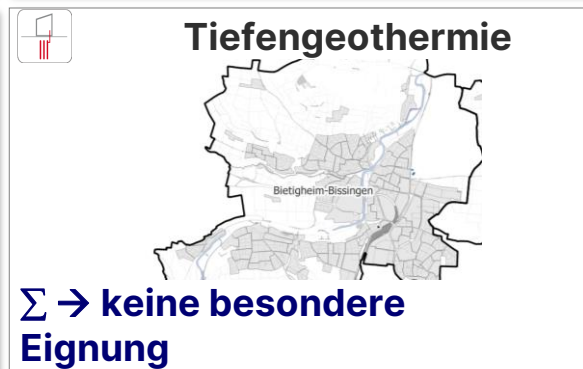 Tiefengeothermie
Bietigheim-Bissingen
∑ → keine besondere
Eignung